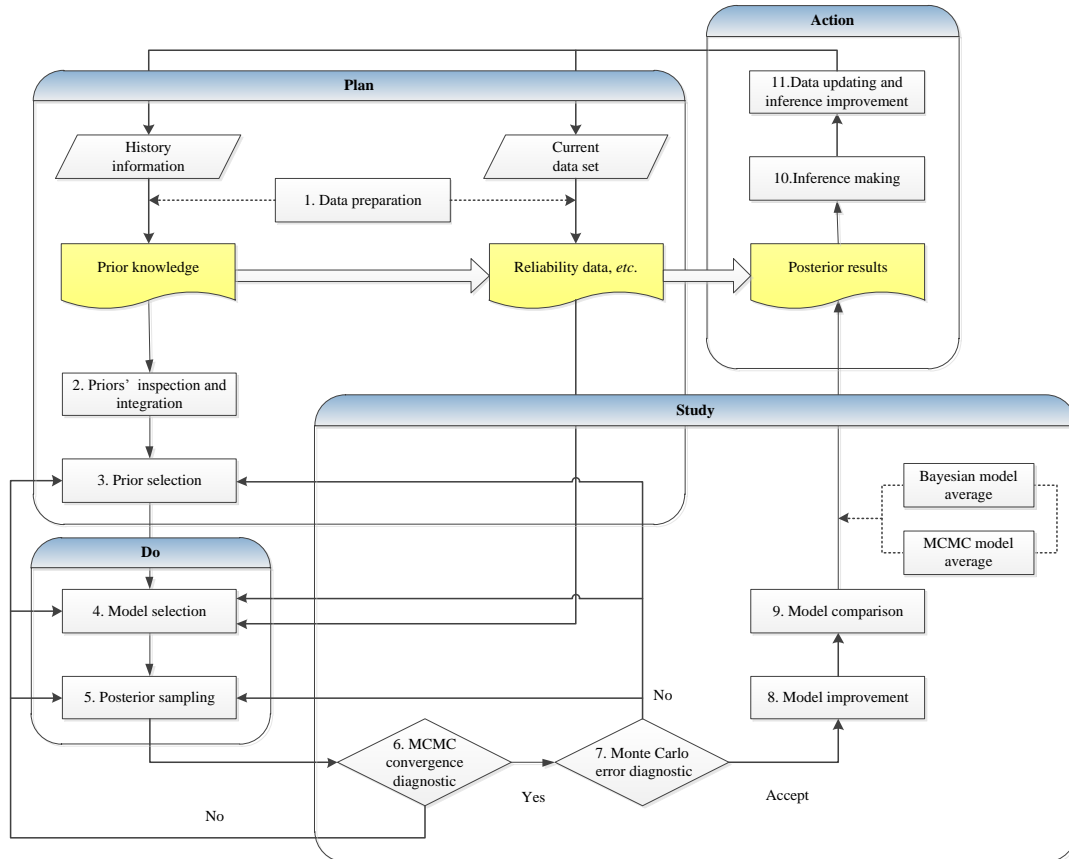 Action
11.Data updating and
inference improvement
Plan
History
information
Current
data set
10.Inference making
1. Data preparation
Prior knowledge
Reliability data, etc.
Posterior results
2. Priors’ inspection and
integration
Study
3. Prior selection
Bayesian model
average
MCMC model
average
Do
4. Model selection
9. Model comparison
5. Posterior sampling
No
8. Model improvement
6. MCMC
convergence
diagnostic
7. Monte Carlo
error diagnostic
Yes
Accept
No